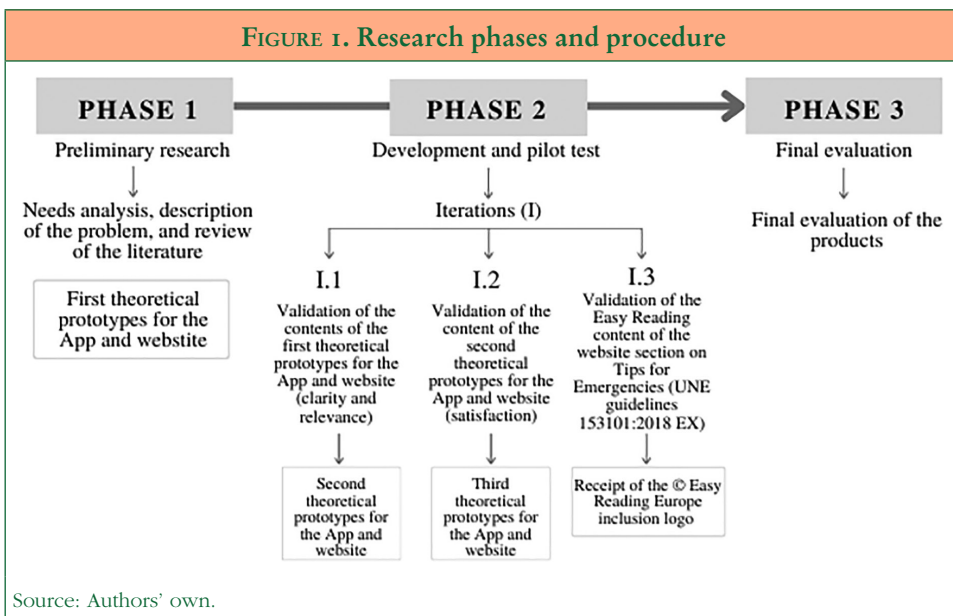 FIGURE 1. Research phases and procedure
PHASE 1
PHASE 2
PHASE 3
Preliminary research
Development and pilot test
Final evaluation
Needs analysis, description
of the problem, and review
of the literature
First theoretical
prototypes for the
App and webstite
Iterations (I)
I.1
Validation of the
contents of the
first theoretical
prototypes for the
App and website
(clarity and
relevance)
Second
theoretical
prototypes for
the App and
website
I.2
Validation of the
content of the
second
theoretical
prototypes for the
App and website
(satisfaction)
Third
theoretical
prototypes for
the App and
website
I.3
Validation of the
Easy Reading
content of the
website section on
Tips for
Emergencies (UNE
guidelines
153101:2018 EX)
Receipt of the © Easy
Reading Europe
inclusion logo
Final evaluation of the
products
Source: Authors' own.